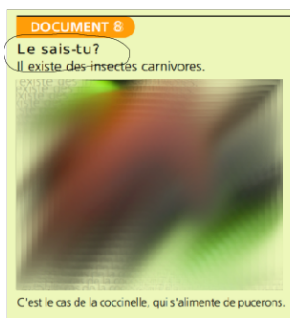 DOCUMENT 8
Le sais-tu?
Il existe des insectes carnivores.
C'est le cas de la coccinelle, qui s'alimente de pucerons.